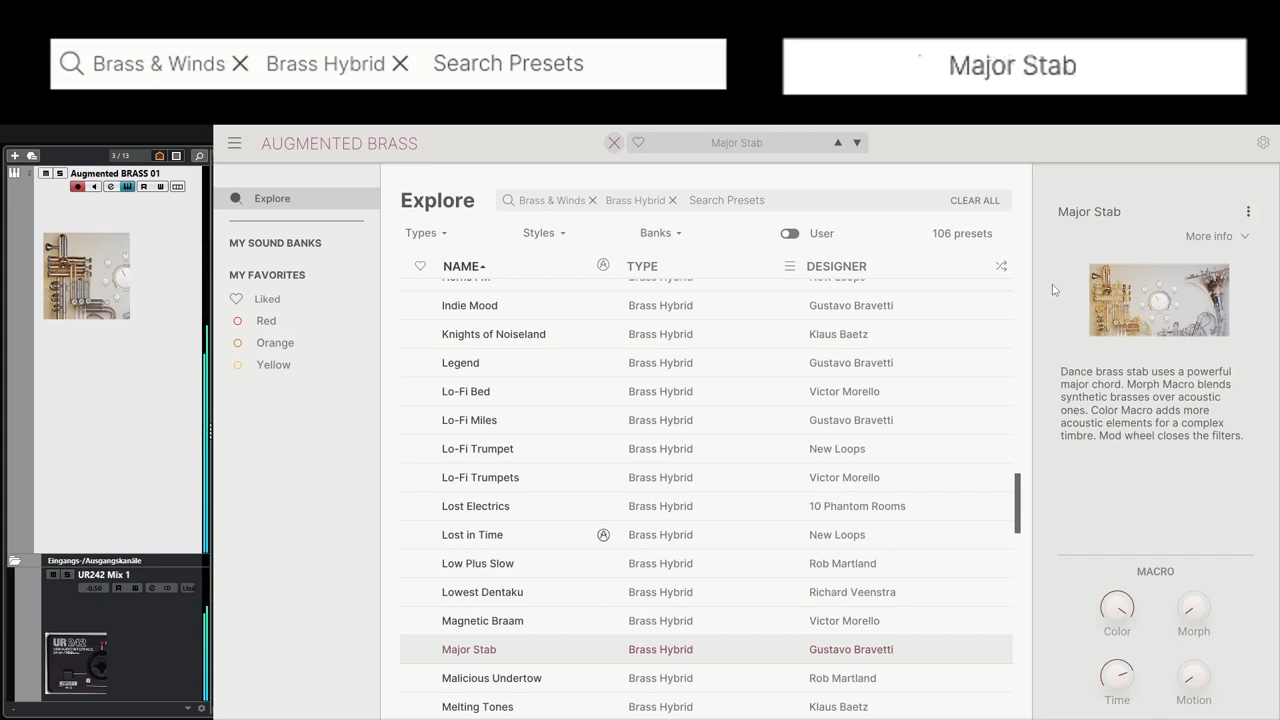 Brass & Winds Brass Hybrid Search Presets
Major Stab
3 / 13
2 M S Augmented BRASS 01
R W
Eingangs-/Ausgangskanäle
M S UR242 Mix 1
-0.50 R W
UR242
AUGMENTED BRASS
Major Stab
Explore
MY SOUND BANKS
MY FAVORITES
Liked
Red
Orange
Yellow
Explore Brass & Winds Brass Hybrid Search Presets CLEAR ALL
Types Styles Banks User 106 presets
NAME TYPE DESIGNER
Indie Mood Brass Hybrid Gustavo Bravetti
Knights of Noiseland Brass Hybrid Klaus Baetz
Legend Brass Hybrid Gustavo Bravetti
Lo-Fi Bed Brass Hybrid Victor Morello
Lo-Fi Miles Brass Hybrid Gustavo Bravetti
Lo-Fi Trumpet Brass Hybrid New Loops
Lo-Fi Trumpets Brass Hybrid Victor Morello
Lost Electrics Brass Hybrid 10 Phantom Rooms
Lost in Time Brass Hybrid New Loops
Low Plus Slow Brass Hybrid Rob Martland
Lowest Dentaku Brass Hybrid Richard Veenstra
Magnetic Braam Brass Hybrid Victor Morello
Major Stab Brass Hybrid Gustavo Bravetti
Malicious Undertow Brass Hybrid Rob Martland
Melting Tones Brass Hybrid Klaus Baetz
Major Stab
More info
Dance brass stab uses a powerful
major chord. Morph Macro blends
synthetic brasses over acoustic
ones. Color Macro adds more
acoustic elements for a complex
timbre. Mod wheel closes the filters.
MACRO
Color Morph
Time Motion